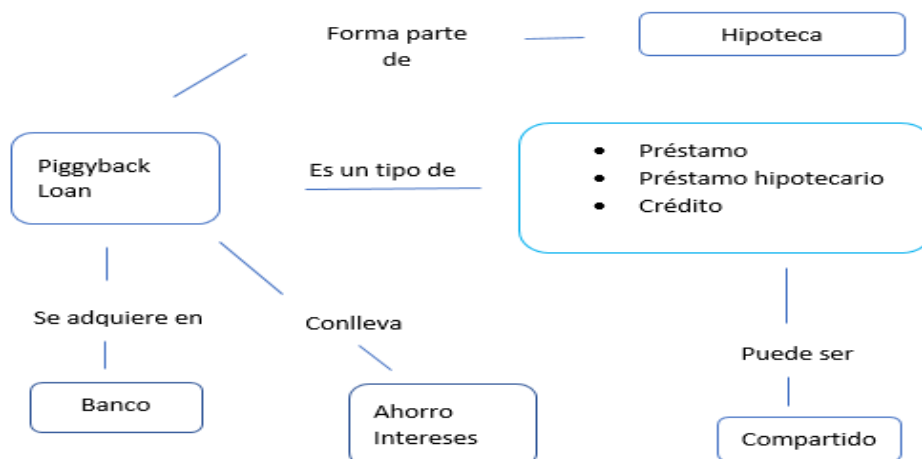 Forma parte
de
Hipoteca
Piggyback
Loan
Es un tipo de
• Préstamo
• Préstamo hipotecario
• Crédito
Se adquiere en
Conlleva
Puede ser
Banco
Ahorro
Intereses
Compartido